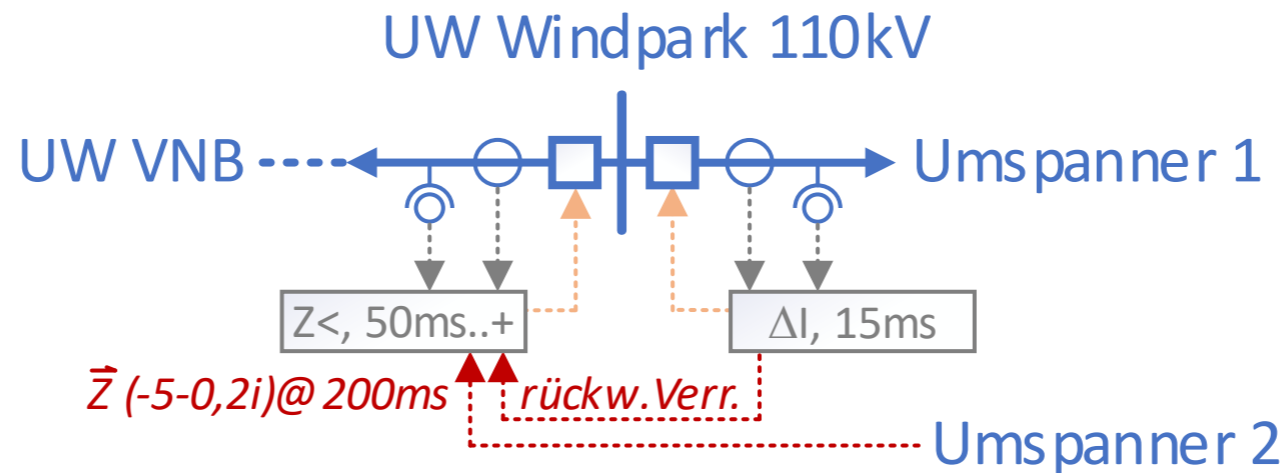 UW Windpark 110kV
UW VNB
Umspanner 1
Z<, 50ms..+
ΔI, 15ms
Z⃗ (-5-0,2i)@ 200ms
rückw.Verr.
Umspanner 2